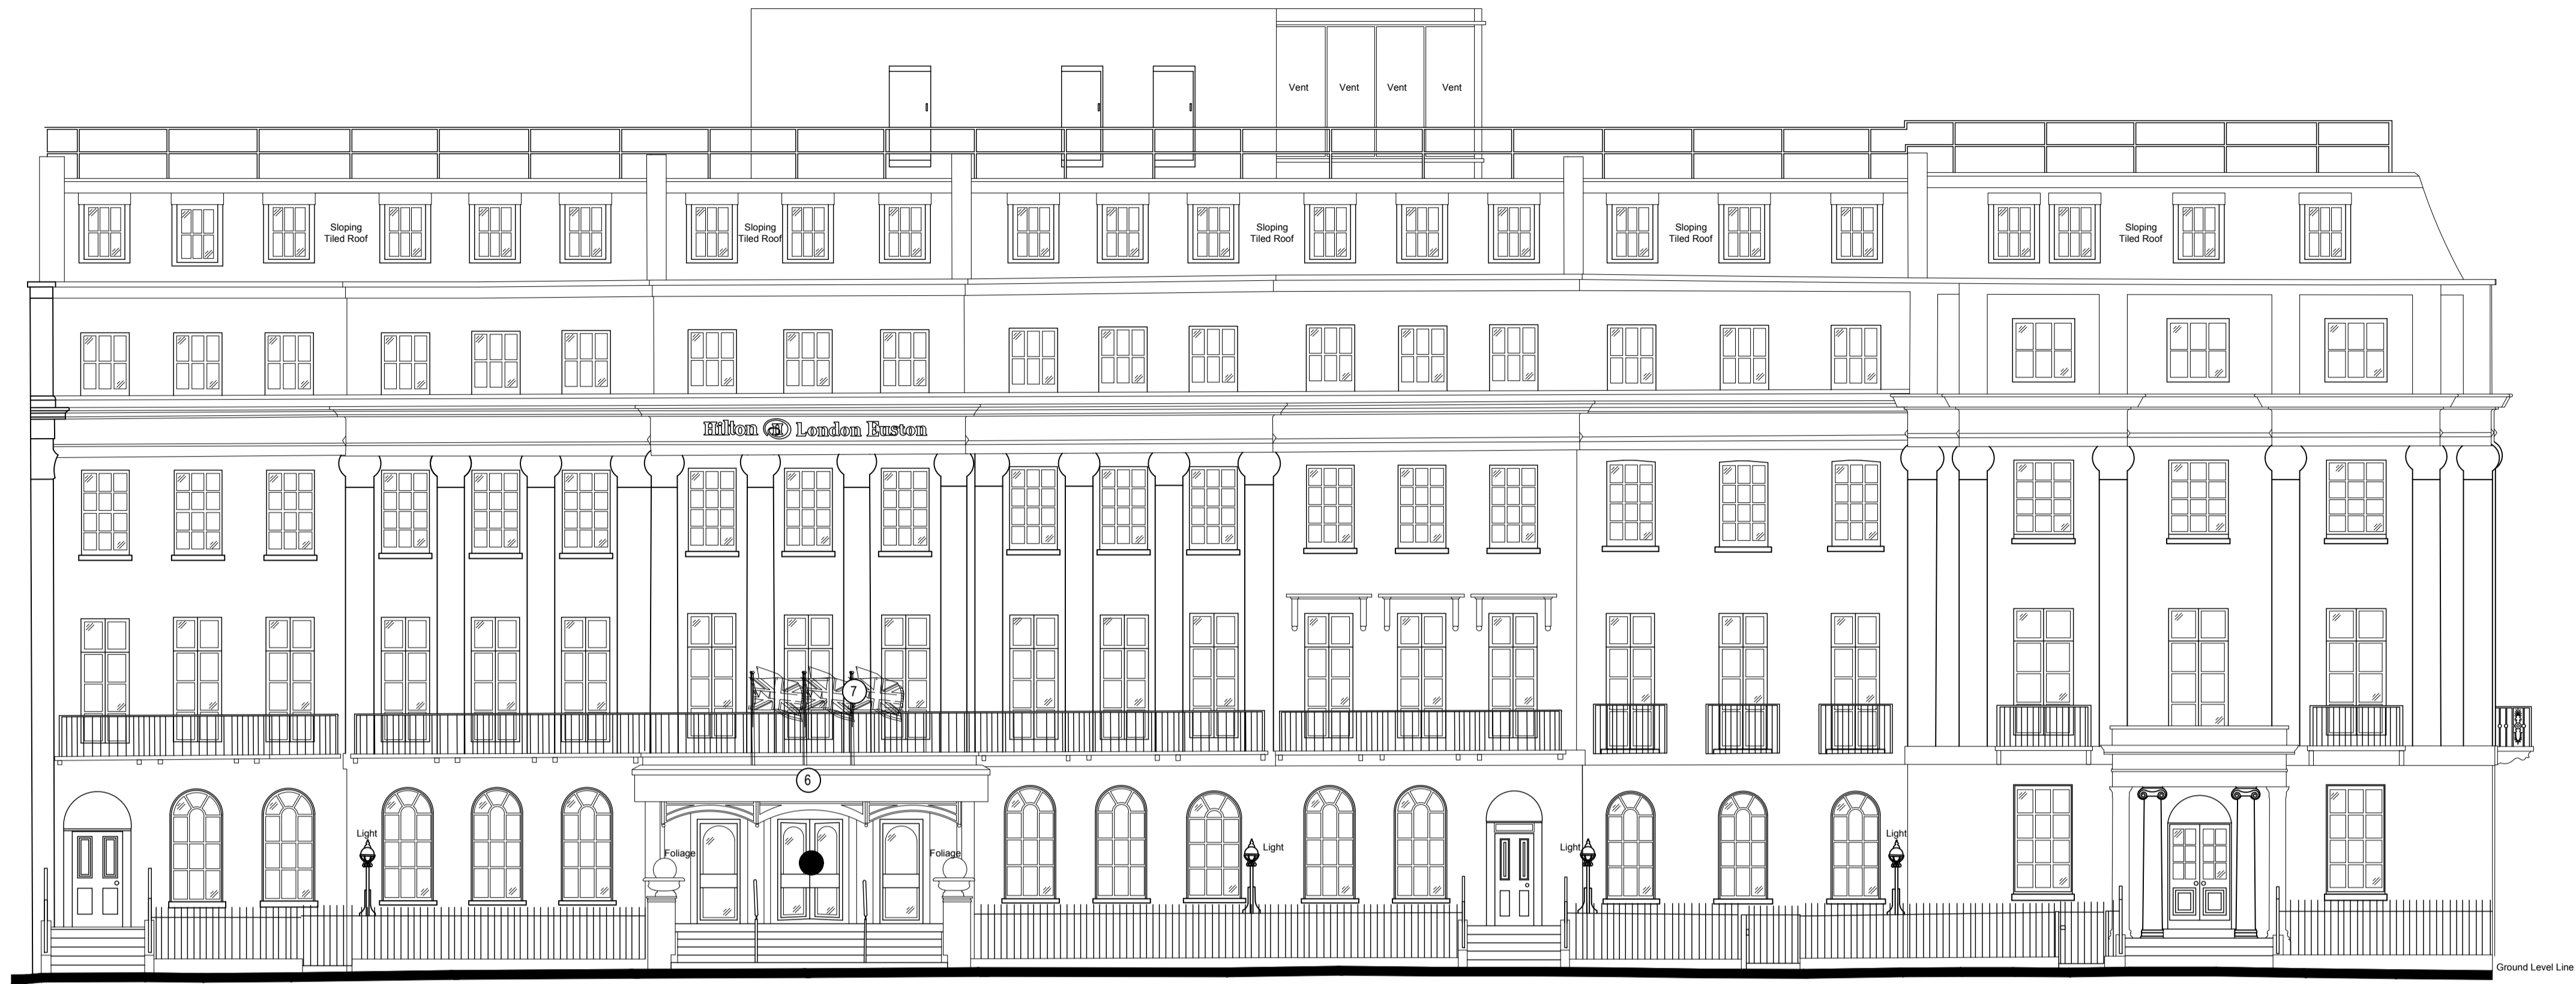 Vent Vent Vent Vent
Sloping
Tiled Roof
Sloping
Tiled Roof
Sloping
Tiled Roof
Sloping
Tiled Roof
Sloping
Tiled Roof
Hilton H London Euston
7
6
Light
Foliage
Foliage
Light
Light
Light
Ground Level Line